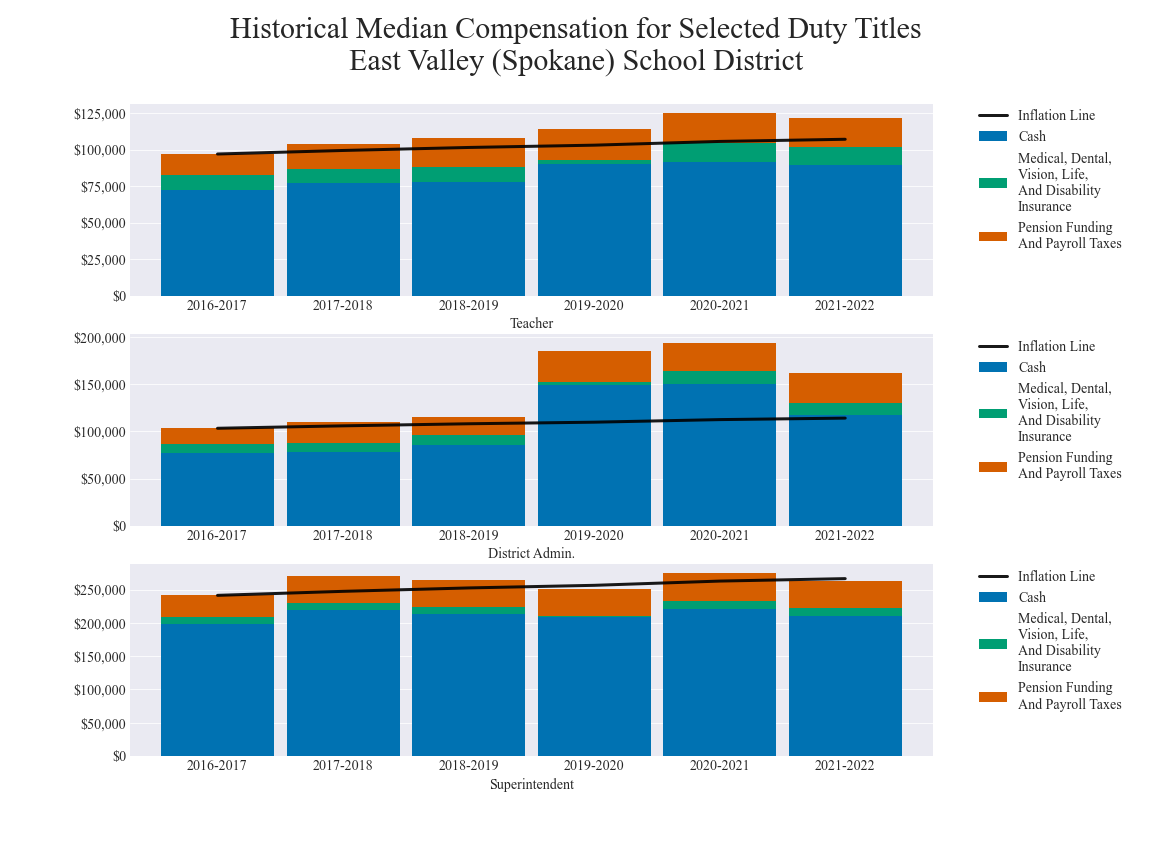 Historical Median Compensation for Selected Duty Titles
East Valley (Spokane) School District
$125,000
$100,000
$75,000
$50,000
$25,000
$0
2016-2017
2017-2018
2018-2019
2019-2020
2020-2021
2021-2022
Teacher
Inflation Line
Cash
Medical, Dental,
Vision, Life,
And Disability
Insurance
Pension Funding
And Payroll Taxes
$200,000
$150,000
$100,000
$50,000
$0
2016-2017
2017-2018
2018-2019
2019-2020
2020-2021
2021-2022
District Admin.
Inflation Line
Cash
Medical, Dental,
Vision, Life,
And Disability
Insurance
Pension Funding
And Payroll Taxes
$250,000
$200,000
$150,000
$100,000
$50,000
$0
2016-2017
2017-2018
2018-2019
2019-2020
2020-2021
2021-2022
Superintendent
Inflation Line
Cash
Medical, Dental,
Vision, Life,
And Disability
Insurance
Pension Funding
And Payroll Taxes